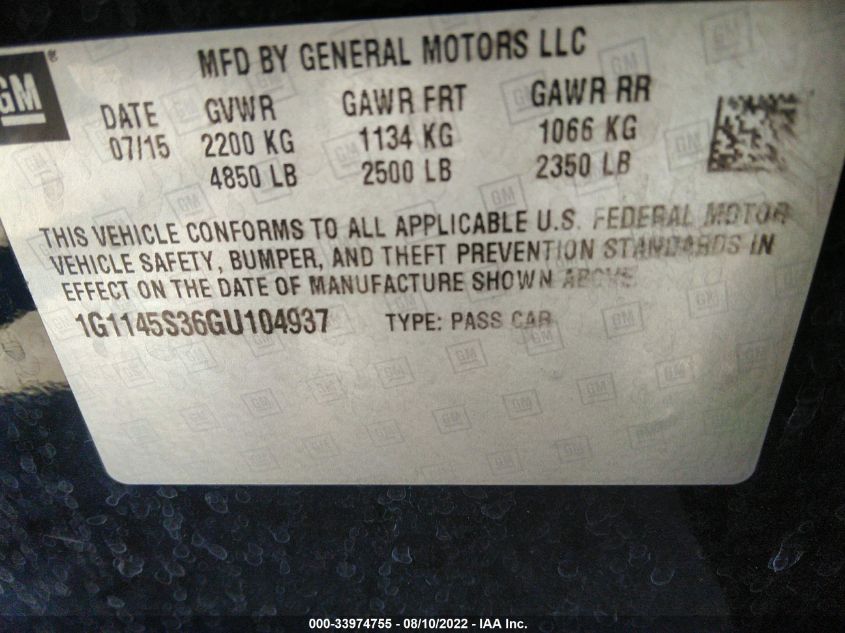 GM
MFD BY GENERAL MOTORS LLC
DATE GVWR GAWR FRT GAWR RR
07/15 2200 KG 1134 KG 1066 KG
4850 LB 2500 LB 2350 LB
THIS VEHICLE CONFORMS TO ALL APPLICABLE U.S. FEDERAL MOTOR
VEHICLE SAFETY, BUMPER, AND THEFT PREVENTION STANDARDS IN
EFFECT ON THE DATE OF MANUFACTURE SHOWN ABOVE
1G1145S36GU104937 TYPE: PASS CAR
000-33974755 - 08/10/2022 - IAA Inc.